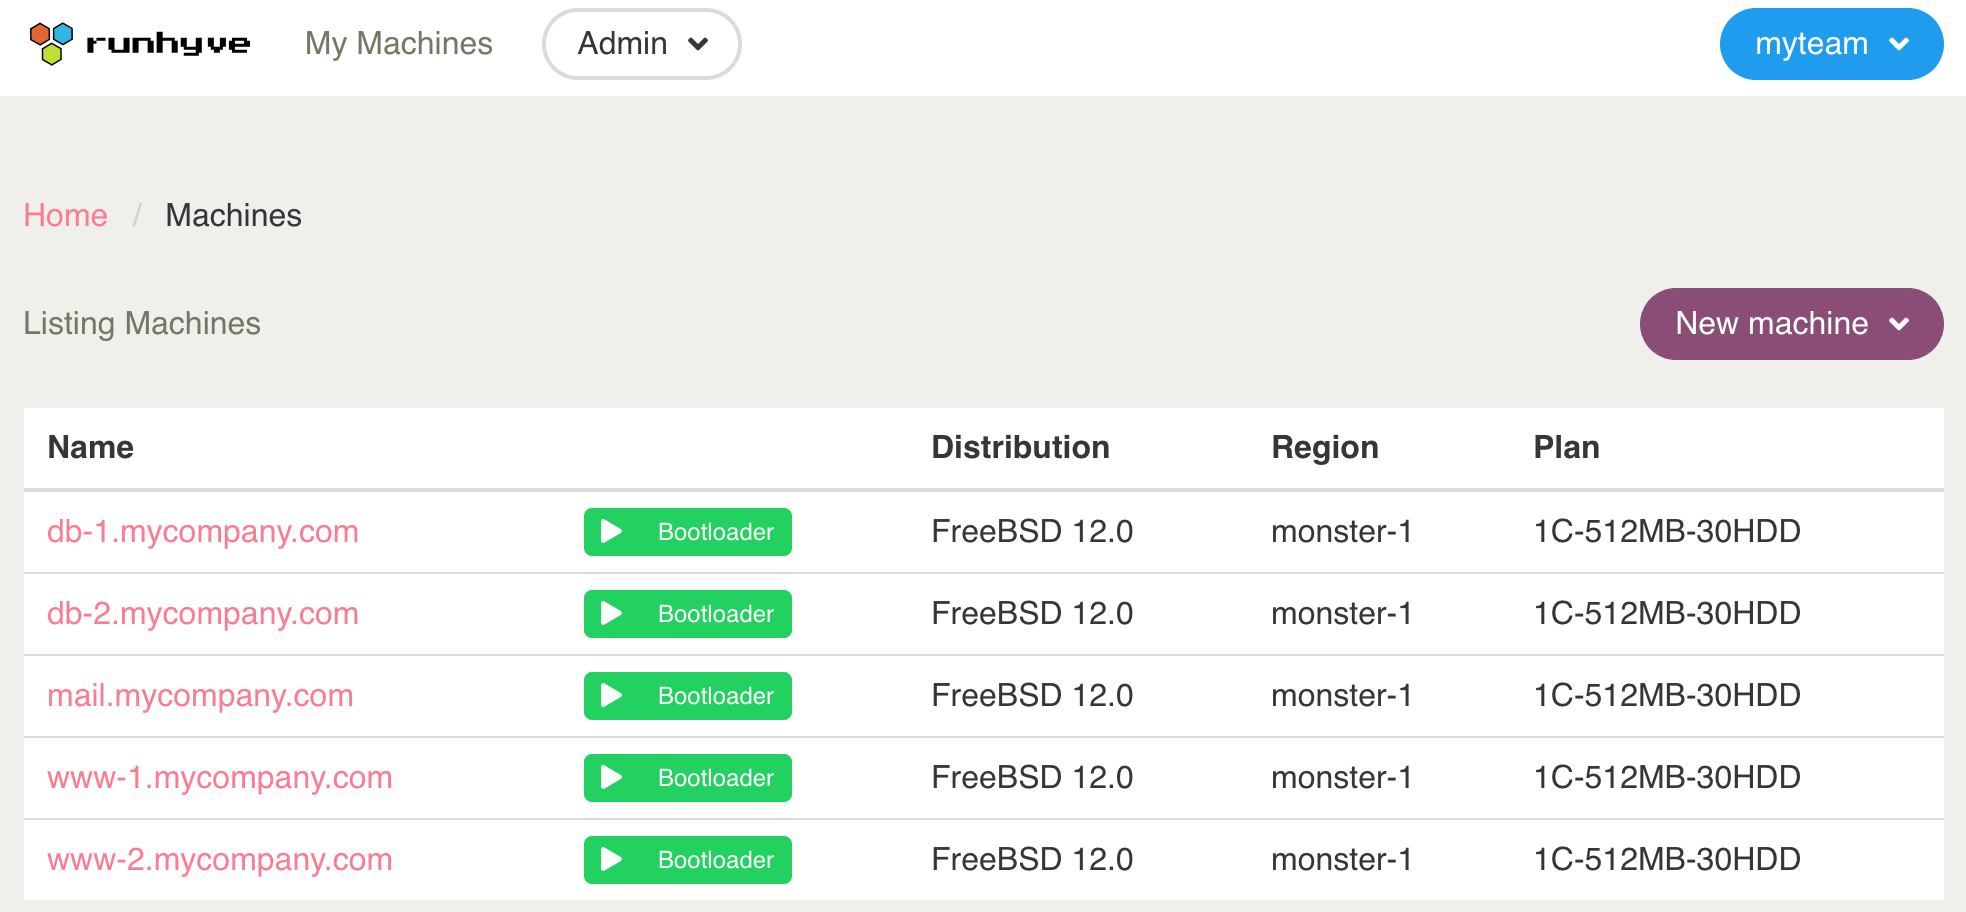 runhyve My Machines Admin myteam
Home / Machines
Listing Machines New machine
Name Distribution Region Plan
db-1.mycompany.com Bootloader FreeBSD 12.0 monster-1 1C-512MB-30HDD
db-2.mycompany.com Bootloader FreeBSD 12.0 monster-1 1C-512MB-30HDD
mail.mycompany.com Bootloader FreeBSD 12.0 monster-1 1C-512MB-30HDD
www-1.mycompany.com Bootloader FreeBSD 12.0 monster-1 1C-512MB-30HDD
www-2.mycompany.com Bootloader FreeBSD 12.0 monster-1 1C-512MB-30HDD